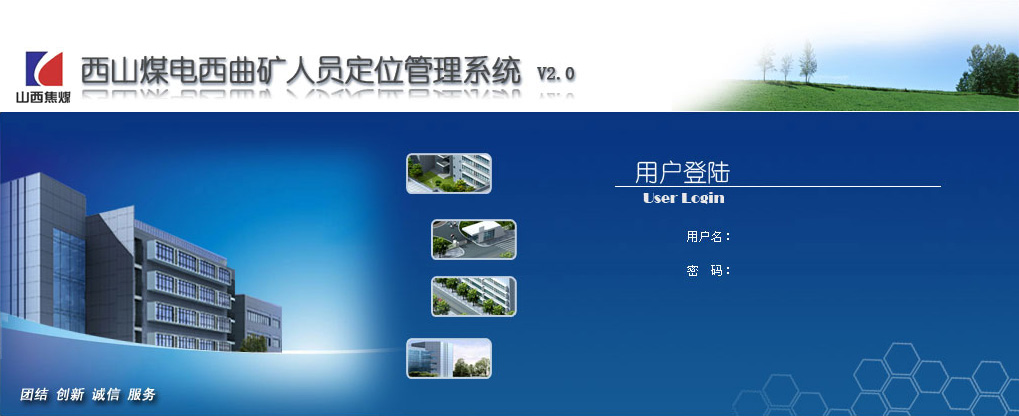 西山煤电西曲矿人员定位管理系统 V2.0
山西焦煤
用户登陆
User Login
用户名：
密 码：
团结 创新 诚信 服务